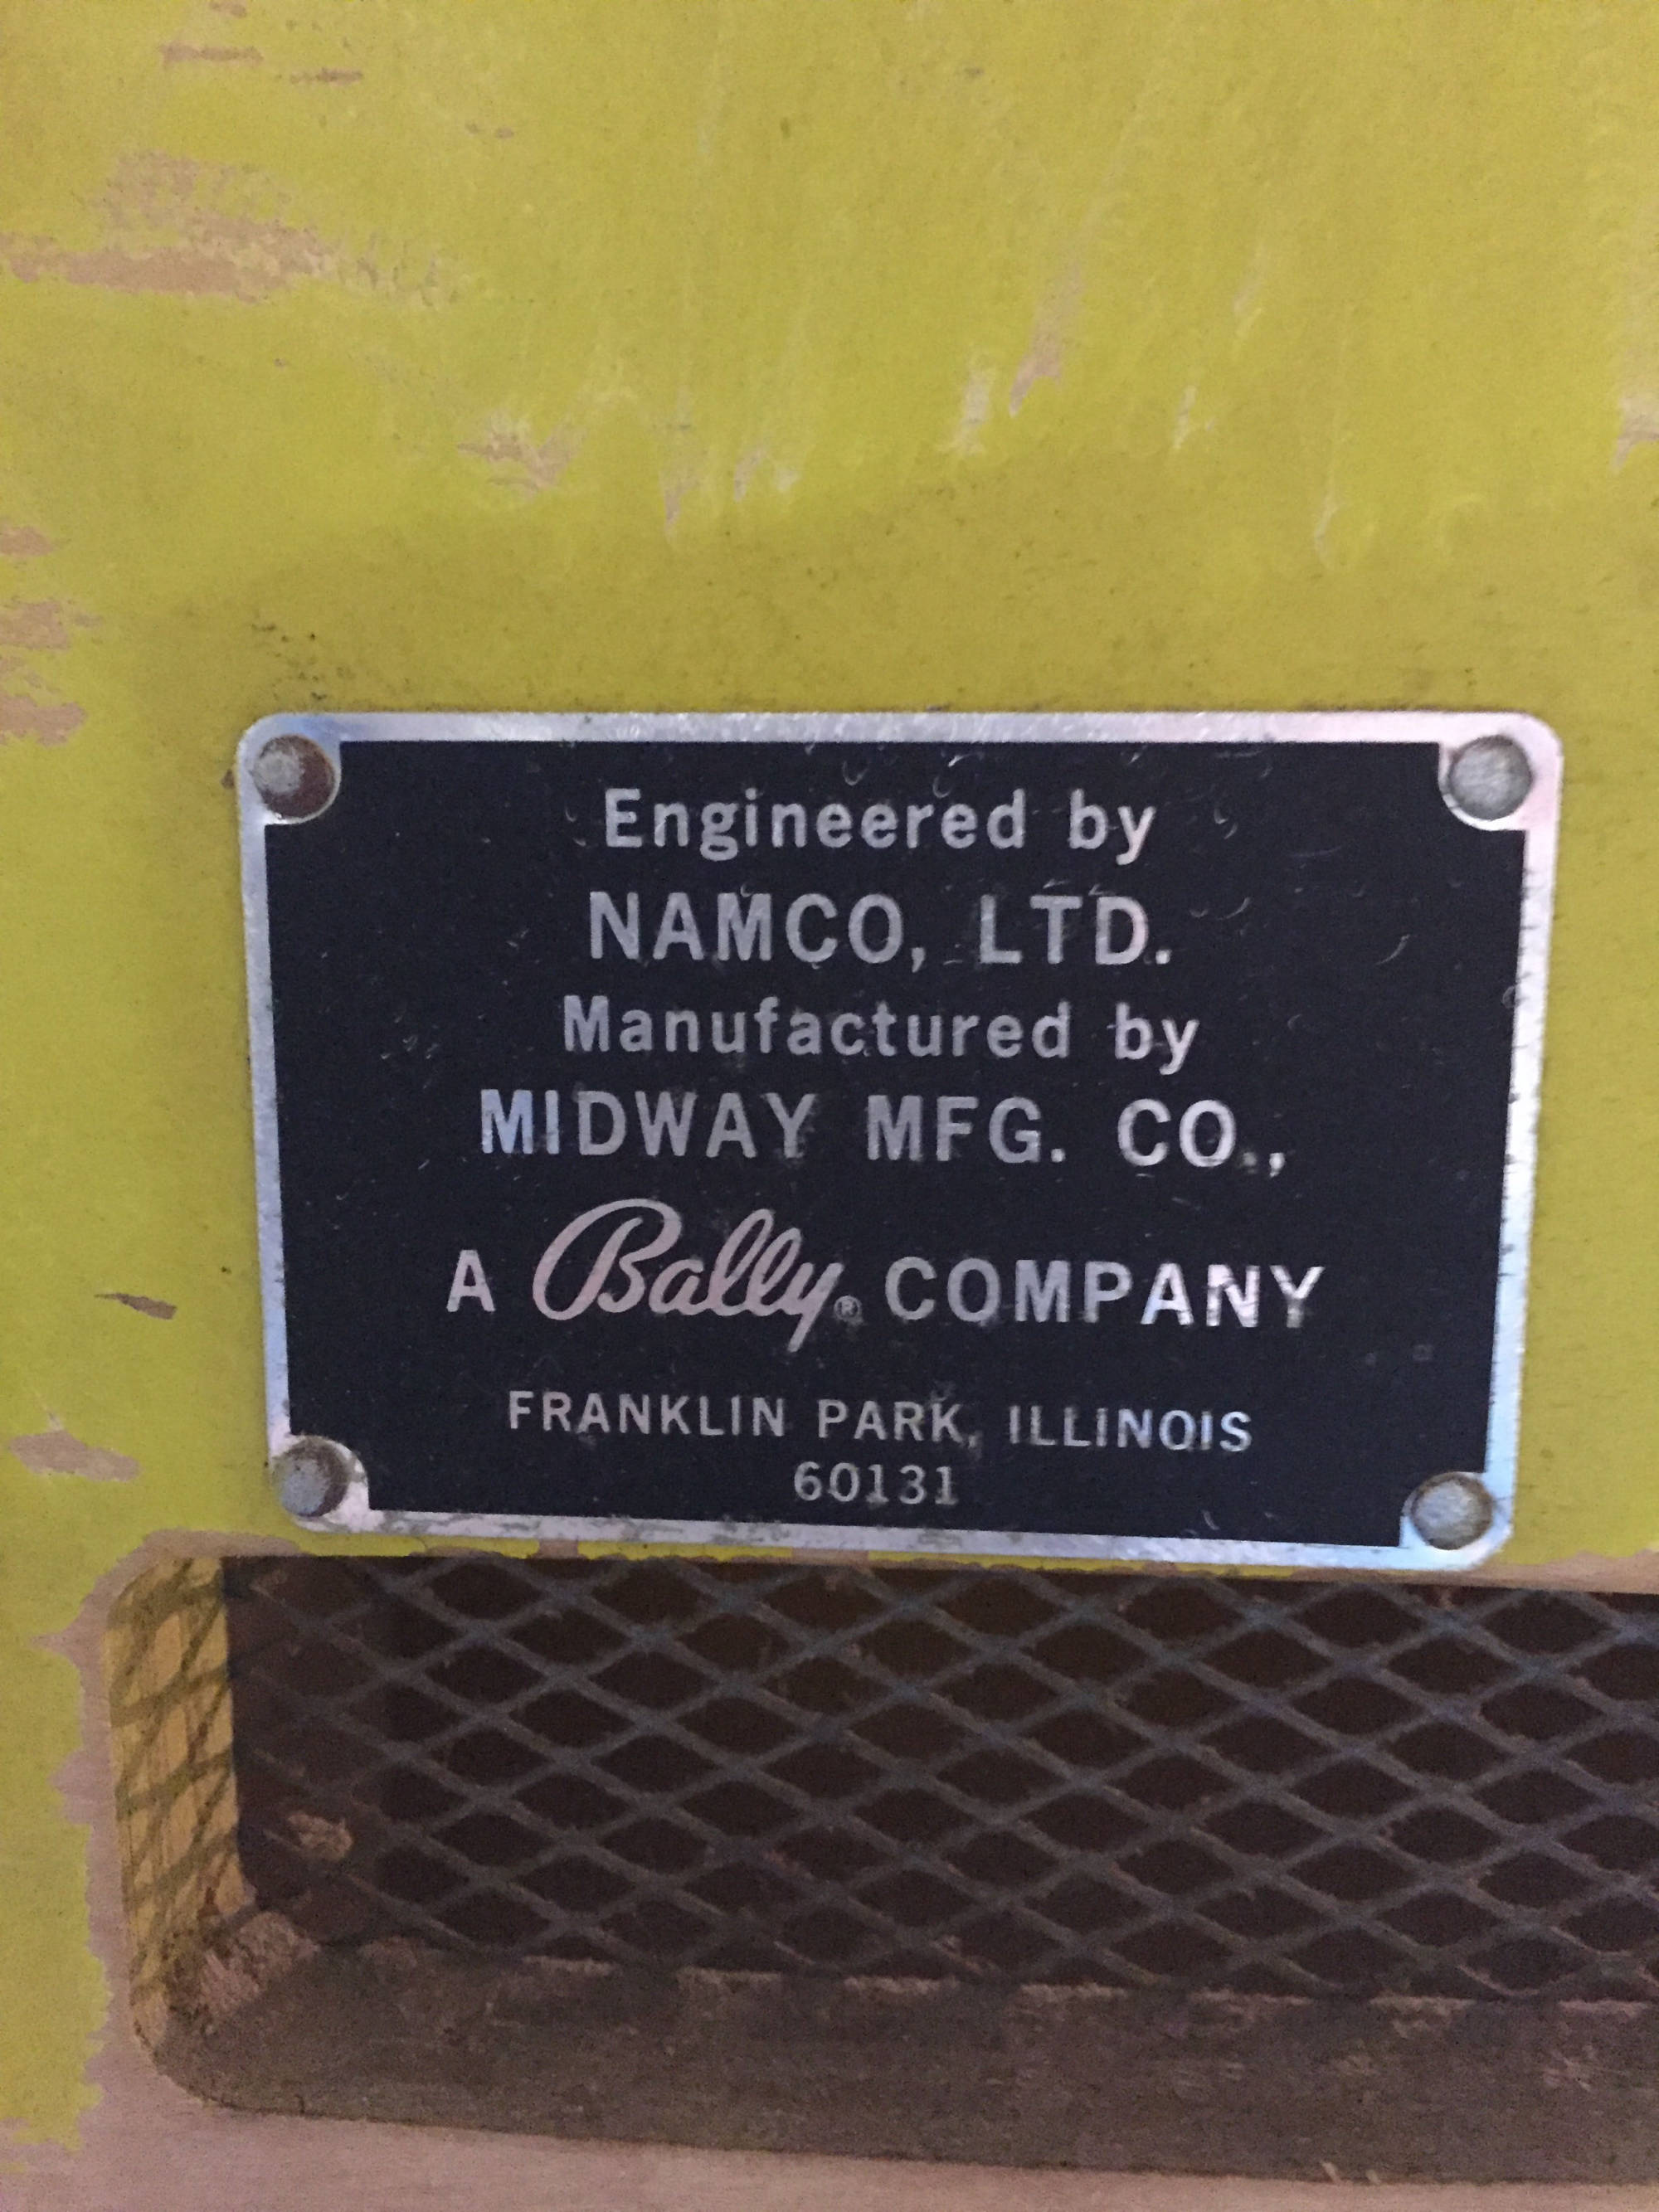 Engineered by
NAMCO, LTD.
Manufactured by
MIDWAY MFG. CO.,
A Bally® COMPANY
FRANKLIN PARK, ILLINOIS
60131